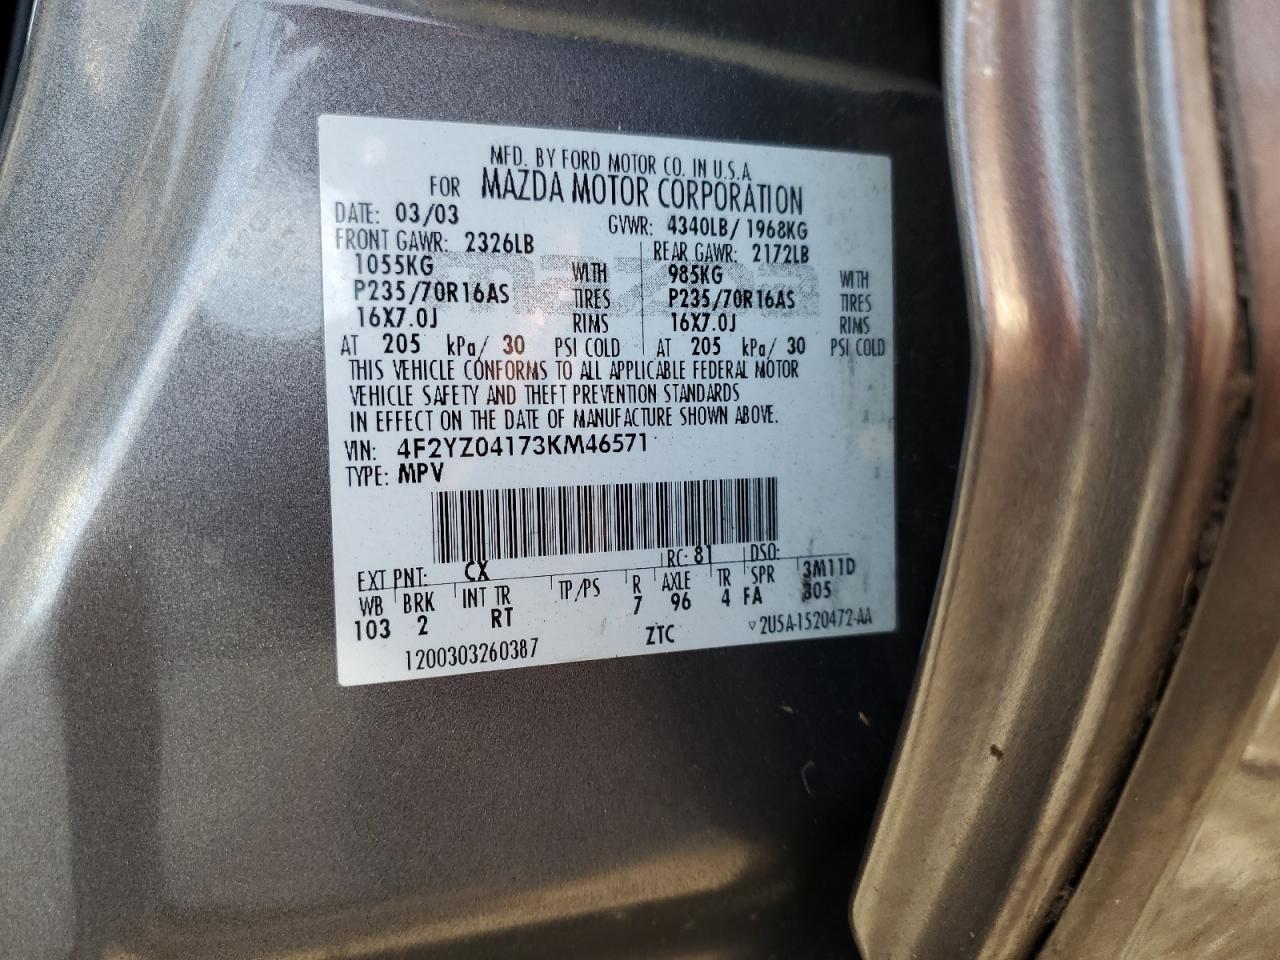 MFD. BY FORD MOTOR CO. IN U.S.A
FOR MAZDA MOTOR CORPORATION
DATE: 03/03 GVWR: 4340LB/ 1968KG
FRONT GAWR: 2326LB REAR GAWR: 2172LB
1055KG WITH 985KG WITH
P235/70R16AS TIRES P235/70R16AS TIRES
16X7.0J RIMS 16X7.0J RIMS
AT 205 kPa/ 30 PSI COLD AT 205 kPa/ 30 PSI COLD
THIS VEHICLE CONFORMS TO ALL APPLICABLE FEDERAL MOTOR
VEHICLE SAFETY AND THEFT PREVENTION STANDARDS
IN EFFECT ON THE DATE OF MANUFACTURE SHOWN ABOVE.
VIN: 4F2YZ04173KM46571
TYPE: MPV
EXT PNT: CX RC: 81 DSO:
WB BRK INT TR TP/PS R AXLE TR SPR 3M11D
103 2 RT 7 96 4 FA 305
1200303260387 ZTC 2U5A-1520472-AA